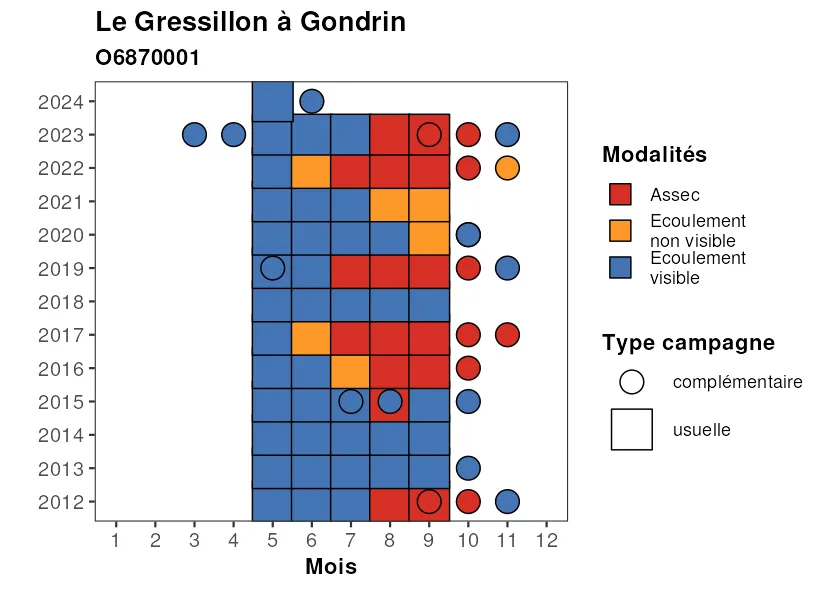 Le Gressillon à Gondrin
O6870001
2024
2023
2022
2021
2020
2019
2018
2017
2016
2015
2014
2013
2012
1 2 3 4 5 6 7 8 9 10 11 12
Mois
Modalités
Assec
Ecoulement
non visible
Ecoulement
visible
Type campagne
complémentaire
usuelle